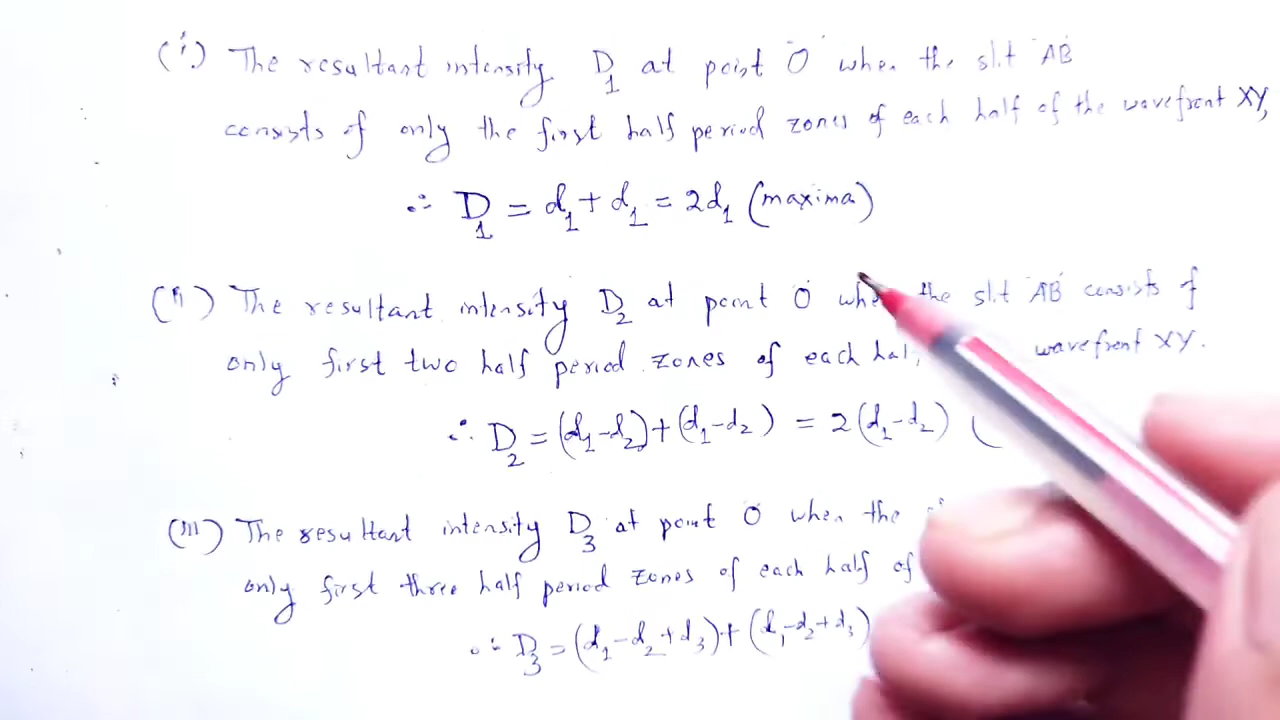 (i) The resultant intensity D₁ at point 'O' when the slit 'AB'
consists of only the first half period zones of each half of the wavefront XY,
∴ D₁ = d₁ + d₁ = 2d₁ (maxima)
(ii) The resultant intensity D₂ at point 'O' whe the slit 'AB' consists of
only first two half period zones of each hal wavefront XY.
∴ D₂ = (d₁-d₂)+(d₁-d₂) = 2(d₁-d₂) (
(iii) The resultant intensity D₃ at point O when the
only first three half period zones of each half of
∴ D₃ = (d₁-d₂+d₃)+(d₁-d₂+d₃)